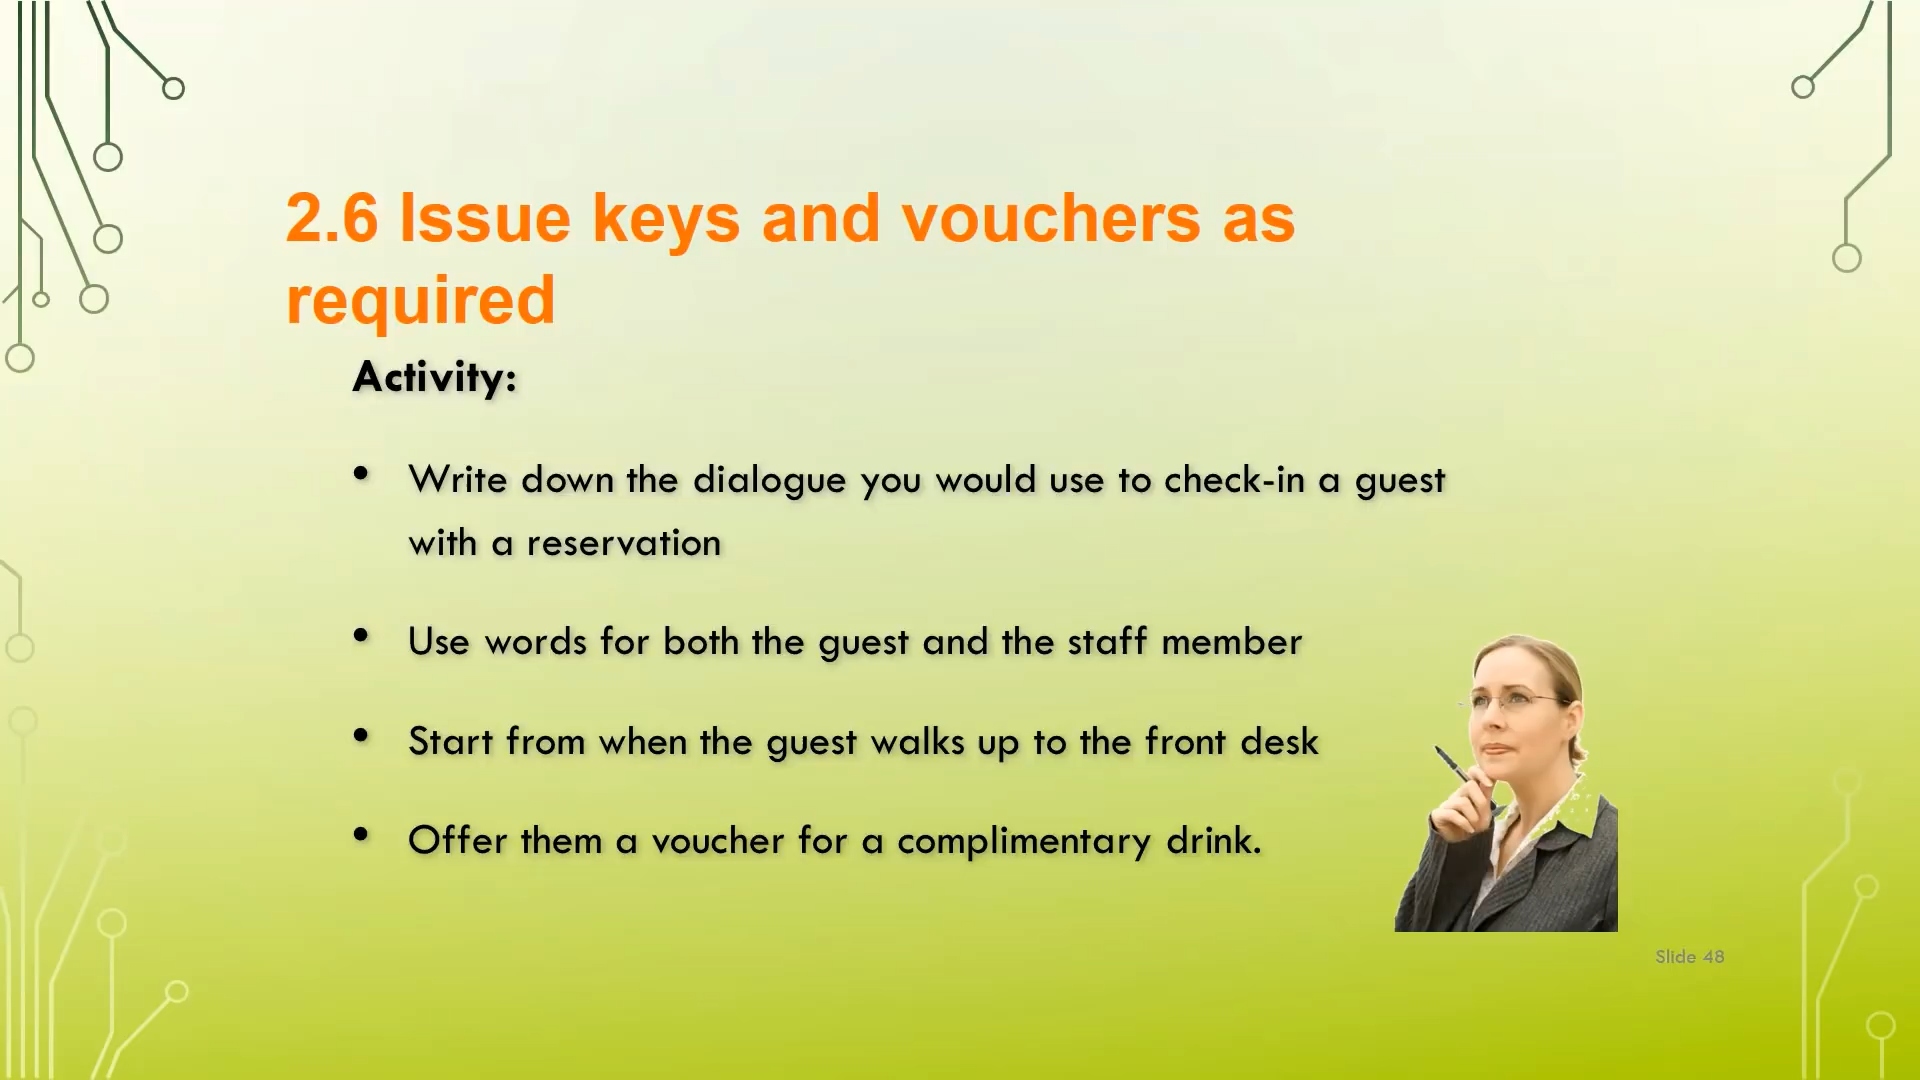 2.6 Issue keys and vouchers as
required
Activity:
• Write down the dialogue you would use to check-in a guest
with a reservation
• Use words for both the guest and the staff member
• Start from when the guest walks up to the front desk
• Offer them a voucher for a complimentary drink.
Slide 48